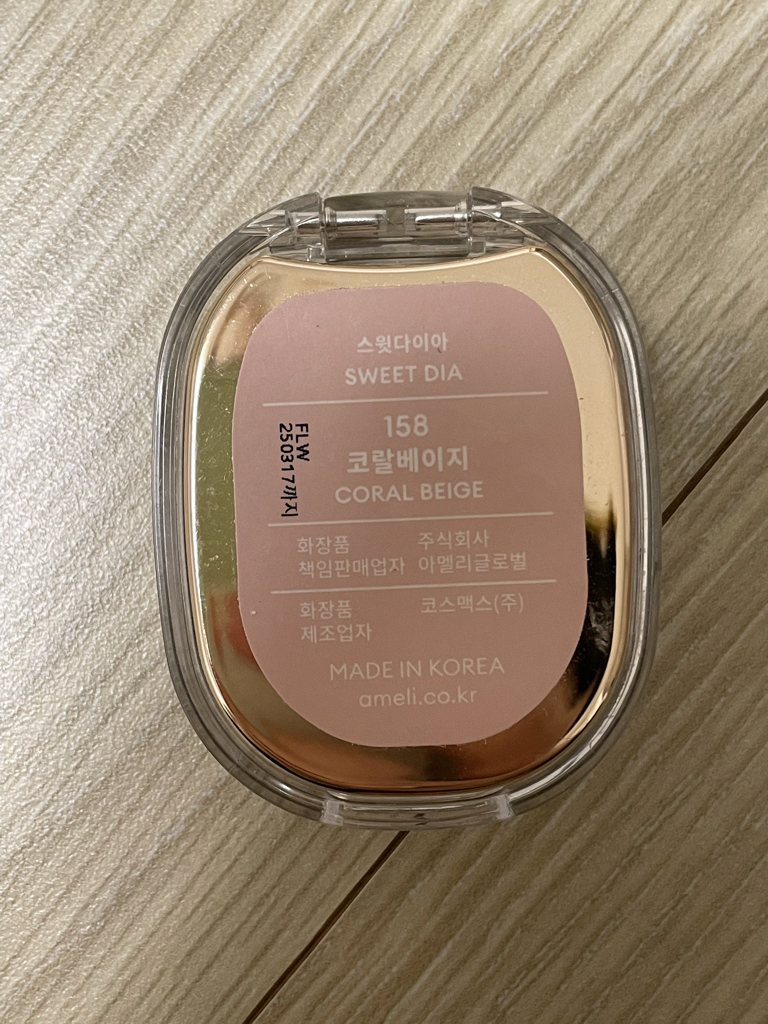 스윗다이아
SWEET DIA
158
코랄베이지
CORAL BEIGE
FLW
250317까지
화장품 주식회사
책임판매업자 아멜리글로벌
화장품 코스맥스(주)
제조업자
MADE IN KOREA
ameli.co.kr